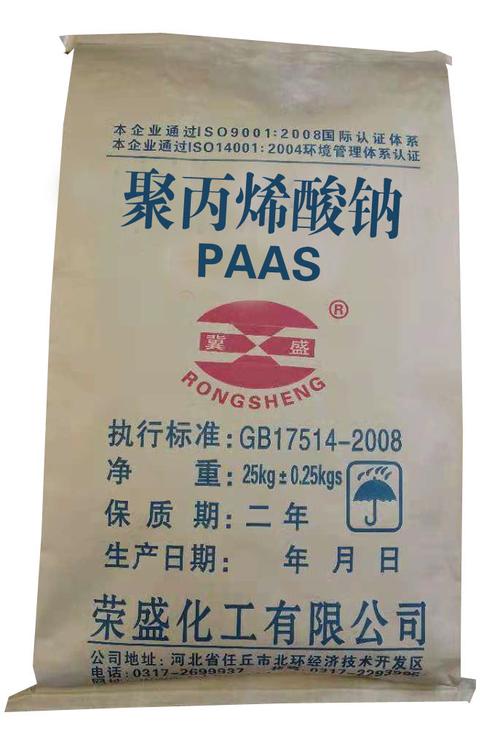 本企业通过ISO9001:2008国际认证体系
本企业通过ISO14001:2004环境管理体系认证
聚丙烯酸钠
PAAS
®
冀 盛
RONGSHENG
执行标准:GB17514-2008
净 重:25kg±0.25kgs
保质期:二年
生产日期: 年 月 日
荣盛化工有限公司
公司地址:河北省任丘市北环经济技术开发区
电话:0317-2699937